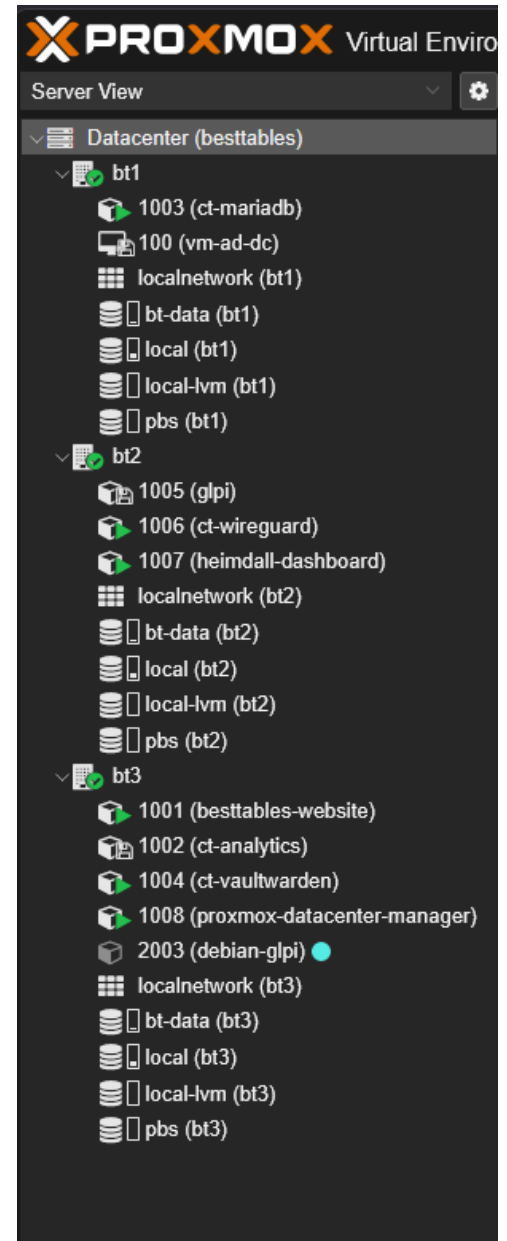 PROXMOX Virtual Enviro
Server View
Datacenter (besttables)
bt1
1003 (ct-mariadb)
100 (vm-ad-dc)
localnetwork (bt1)
bt-data (bt1)
local (bt1)
local-lvm (bt1)
pbs (bt1)
bt2
1005 (glpi)
1006 (ct-wireguard)
1007 (heimdall-dashboard)
localnetwork (bt2)
bt-data (bt2)
local (bt2)
local-lvm (bt2)
pbs (bt2)
bt3
1001 (besttables-website)
1002 (ct-analytics)
1004 (ct-vaultwarden)
1008 (proxmox-datacenter-manager)
2003 (debian-glpi)
localnetwork (bt3)
bt-data (bt3)
local (bt3)
local-lvm (bt3)
pbs (bt3)